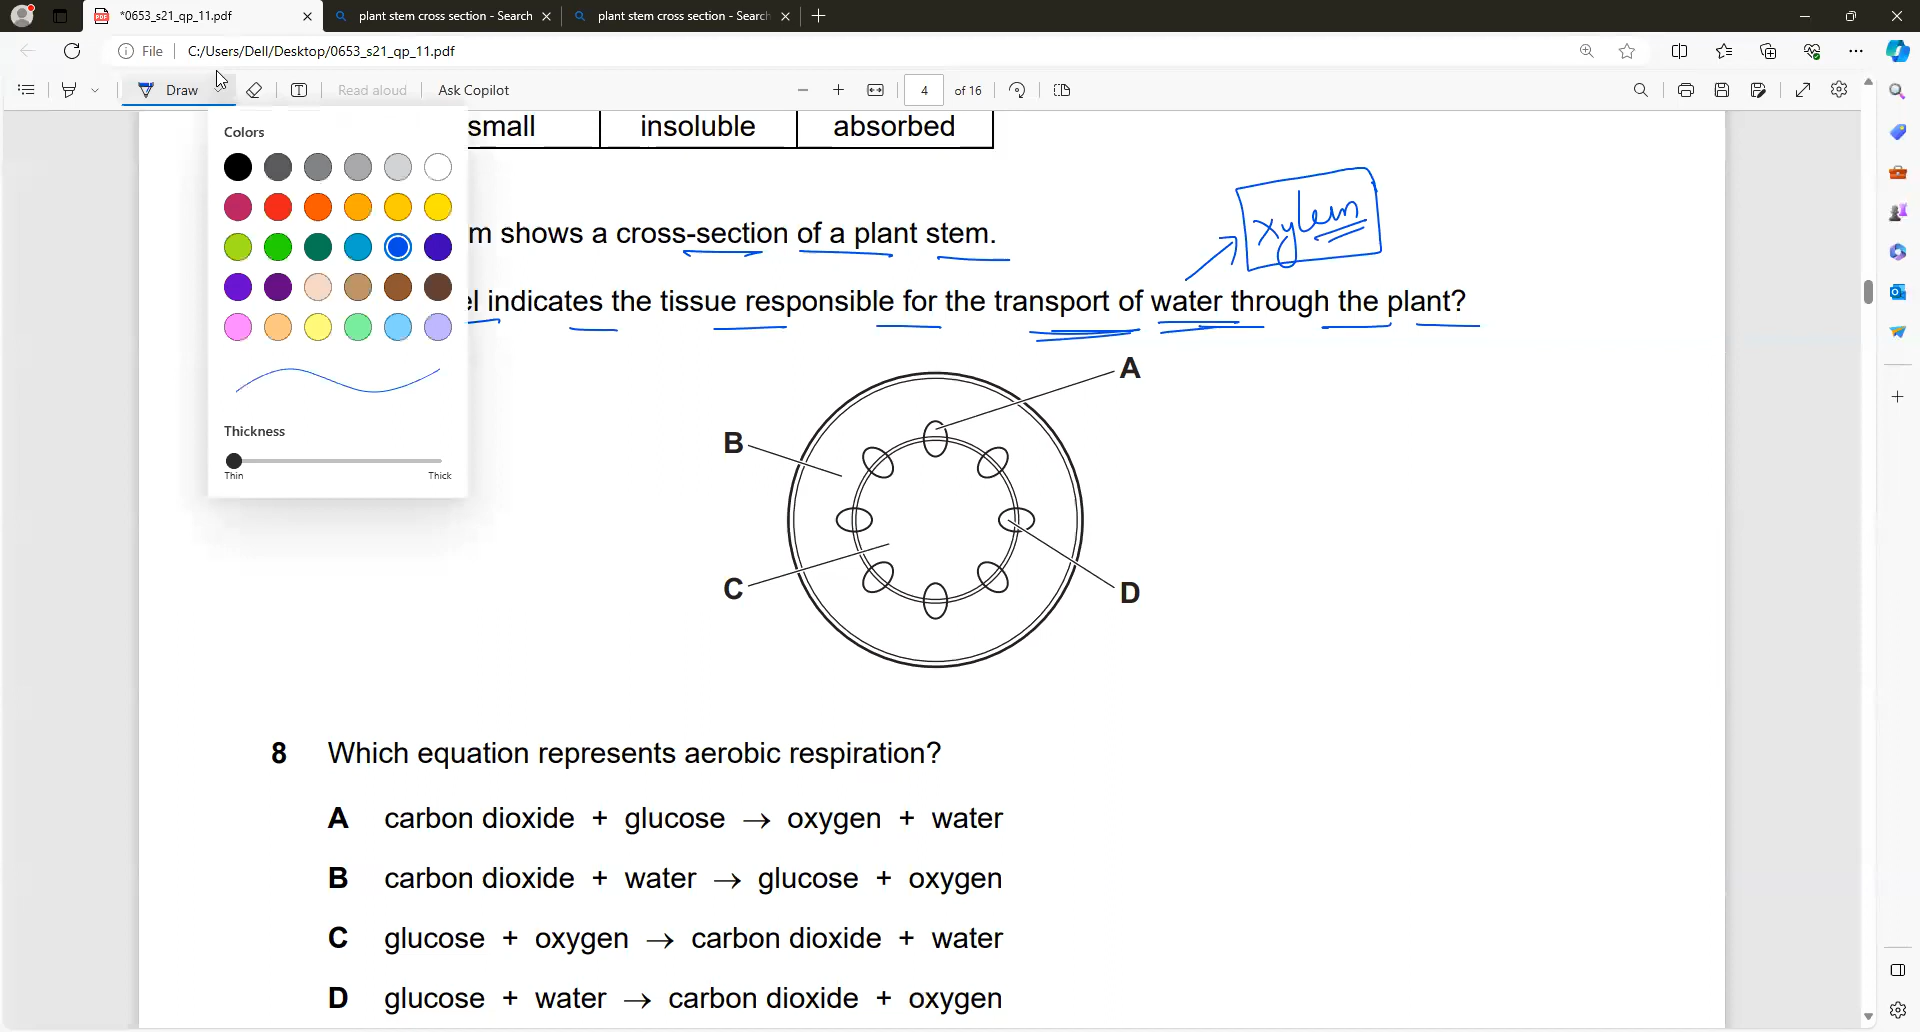 *0653_s21_qp_11.pdf
plant stem cross section - Search
plant stem cross section - Search
File
C:/Users/Dell/Desktop/0653_s21_qp_11.pdf
Draw
Read aloud
Ask Copilot
4 of 16
Colors
Thickness
Thin
Thick
small insoluble absorbed
xylem
m shows a cross-section of a plant stem.
el indicates the tissue responsible for the transport of water through the plant?
A
B
C
D
8 Which equation represents aerobic respiration?
A carbon dioxide + glucose → oxygen + water
B carbon dioxide + water → glucose + oxygen
C glucose + oxygen → carbon dioxide + water
D glucose + water → carbon dioxide + oxygen